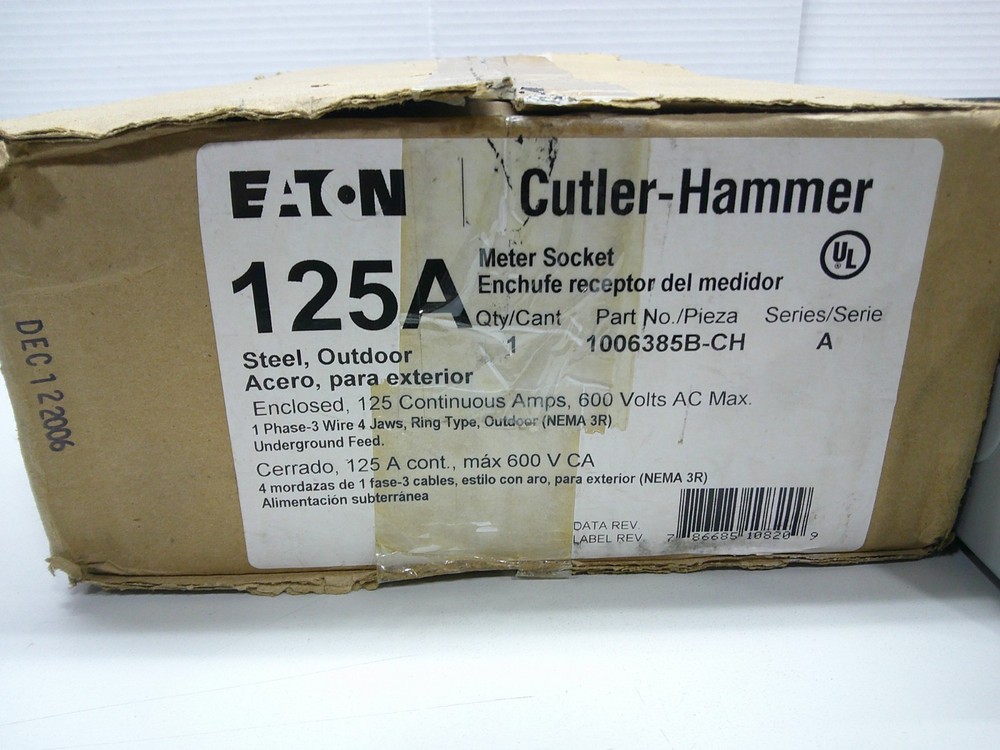 EATON Cutler-Hammer
125A
Meter Socket
Enchufe receptor del medidor
UL
Qty/Cant Part No./Pieza Series/Serie
1 1006385B-CH A
Steel, Outdoor
Acero, para exterior
Enclosed, 125 Continuous Amps, 600 Volts AC Max.
1 Phase-3 Wire 4 Jaws, Ring Type, Outdoor (NEMA 3R)
Underground Feed.
Cerrado, 125 A cont., máx 600 V CA
4 mordazas de 1 fase-3 cables, estilo con aro, para exterior (NEMA 3R)
Alimentación subterránea
DATA REV.
LABEL REV.
7 86685 10820 9
DEC 12 2006